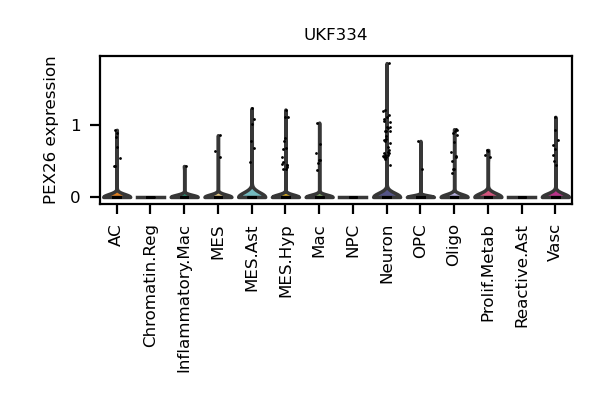 UKF334
PEX26 expression
1
0
AC
Chromatin.Reg
Inflammatory.Mac
MES
MES.Ast
MES.Hyp
Mac
NPC
Neuron
OPC
Oligo
Prolif.Metab
Reactive.Ast
Vasc